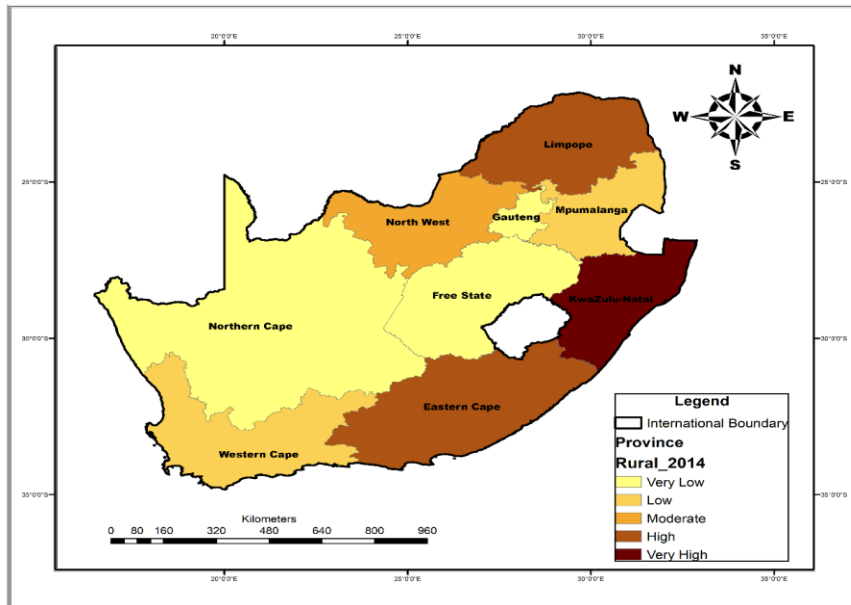 20°0'0"E 25°0'0"E 30°0'0"E 35°0'0"E
N
W E
S
Limpopo
25°0'0"S 25°0'0"S
Mpumalanga
Gauteng
North West
Free State
KwaZulu-Natal
Northern Cape
30°0'0"S 30°0'0"S
Eastern Cape
Western Cape
Legend
International Boundary
Province
Rural_2014
Very Low
Low
Moderate
High
Very High
35°0'0"S 35°0'0"S
Kilometers
0 80 160 320 480 640 800 960
20°0'0"E 25°0'0"E 30°0'0"E 35°0'0"E